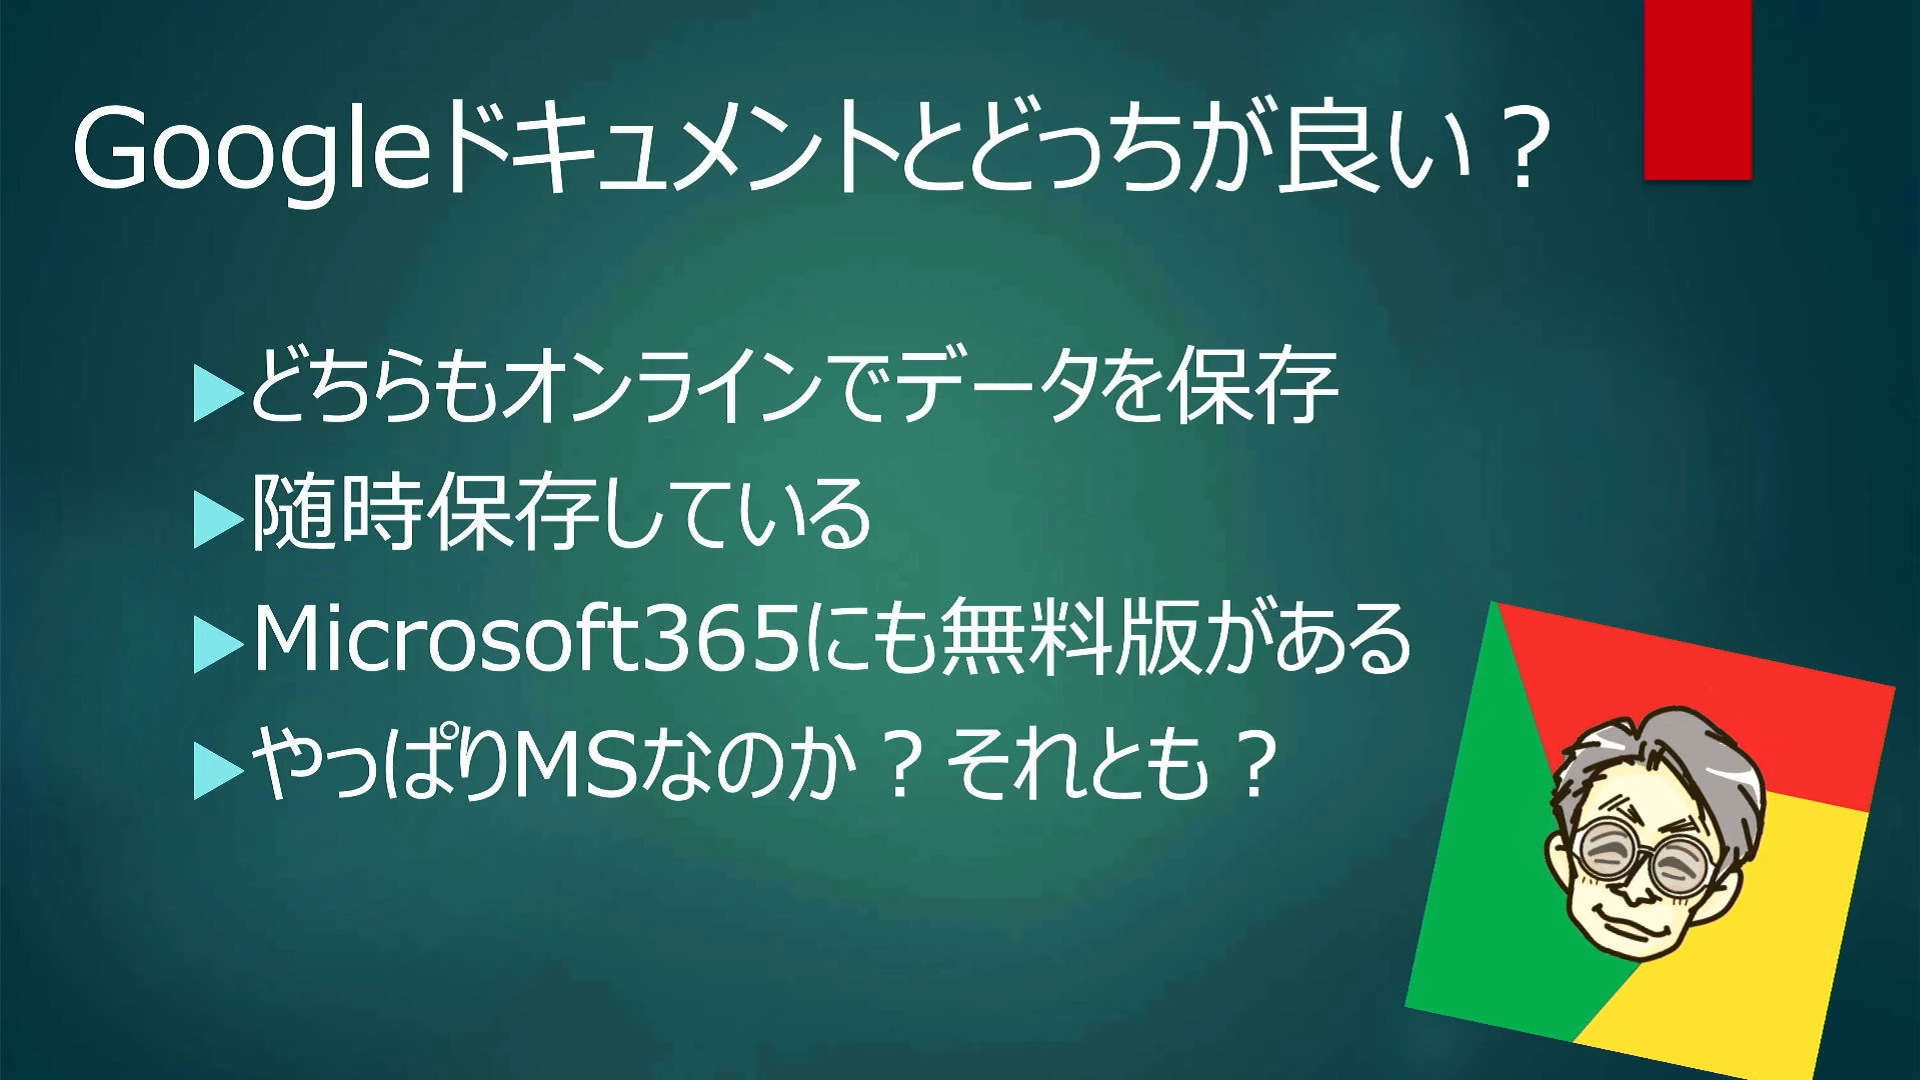 Googleドキュメントとどっちが良い？
どちらもオンラインでデータを保存
随時保存している
Microsoft365にも無料版がある
やっぱりMSなのか？それとも？